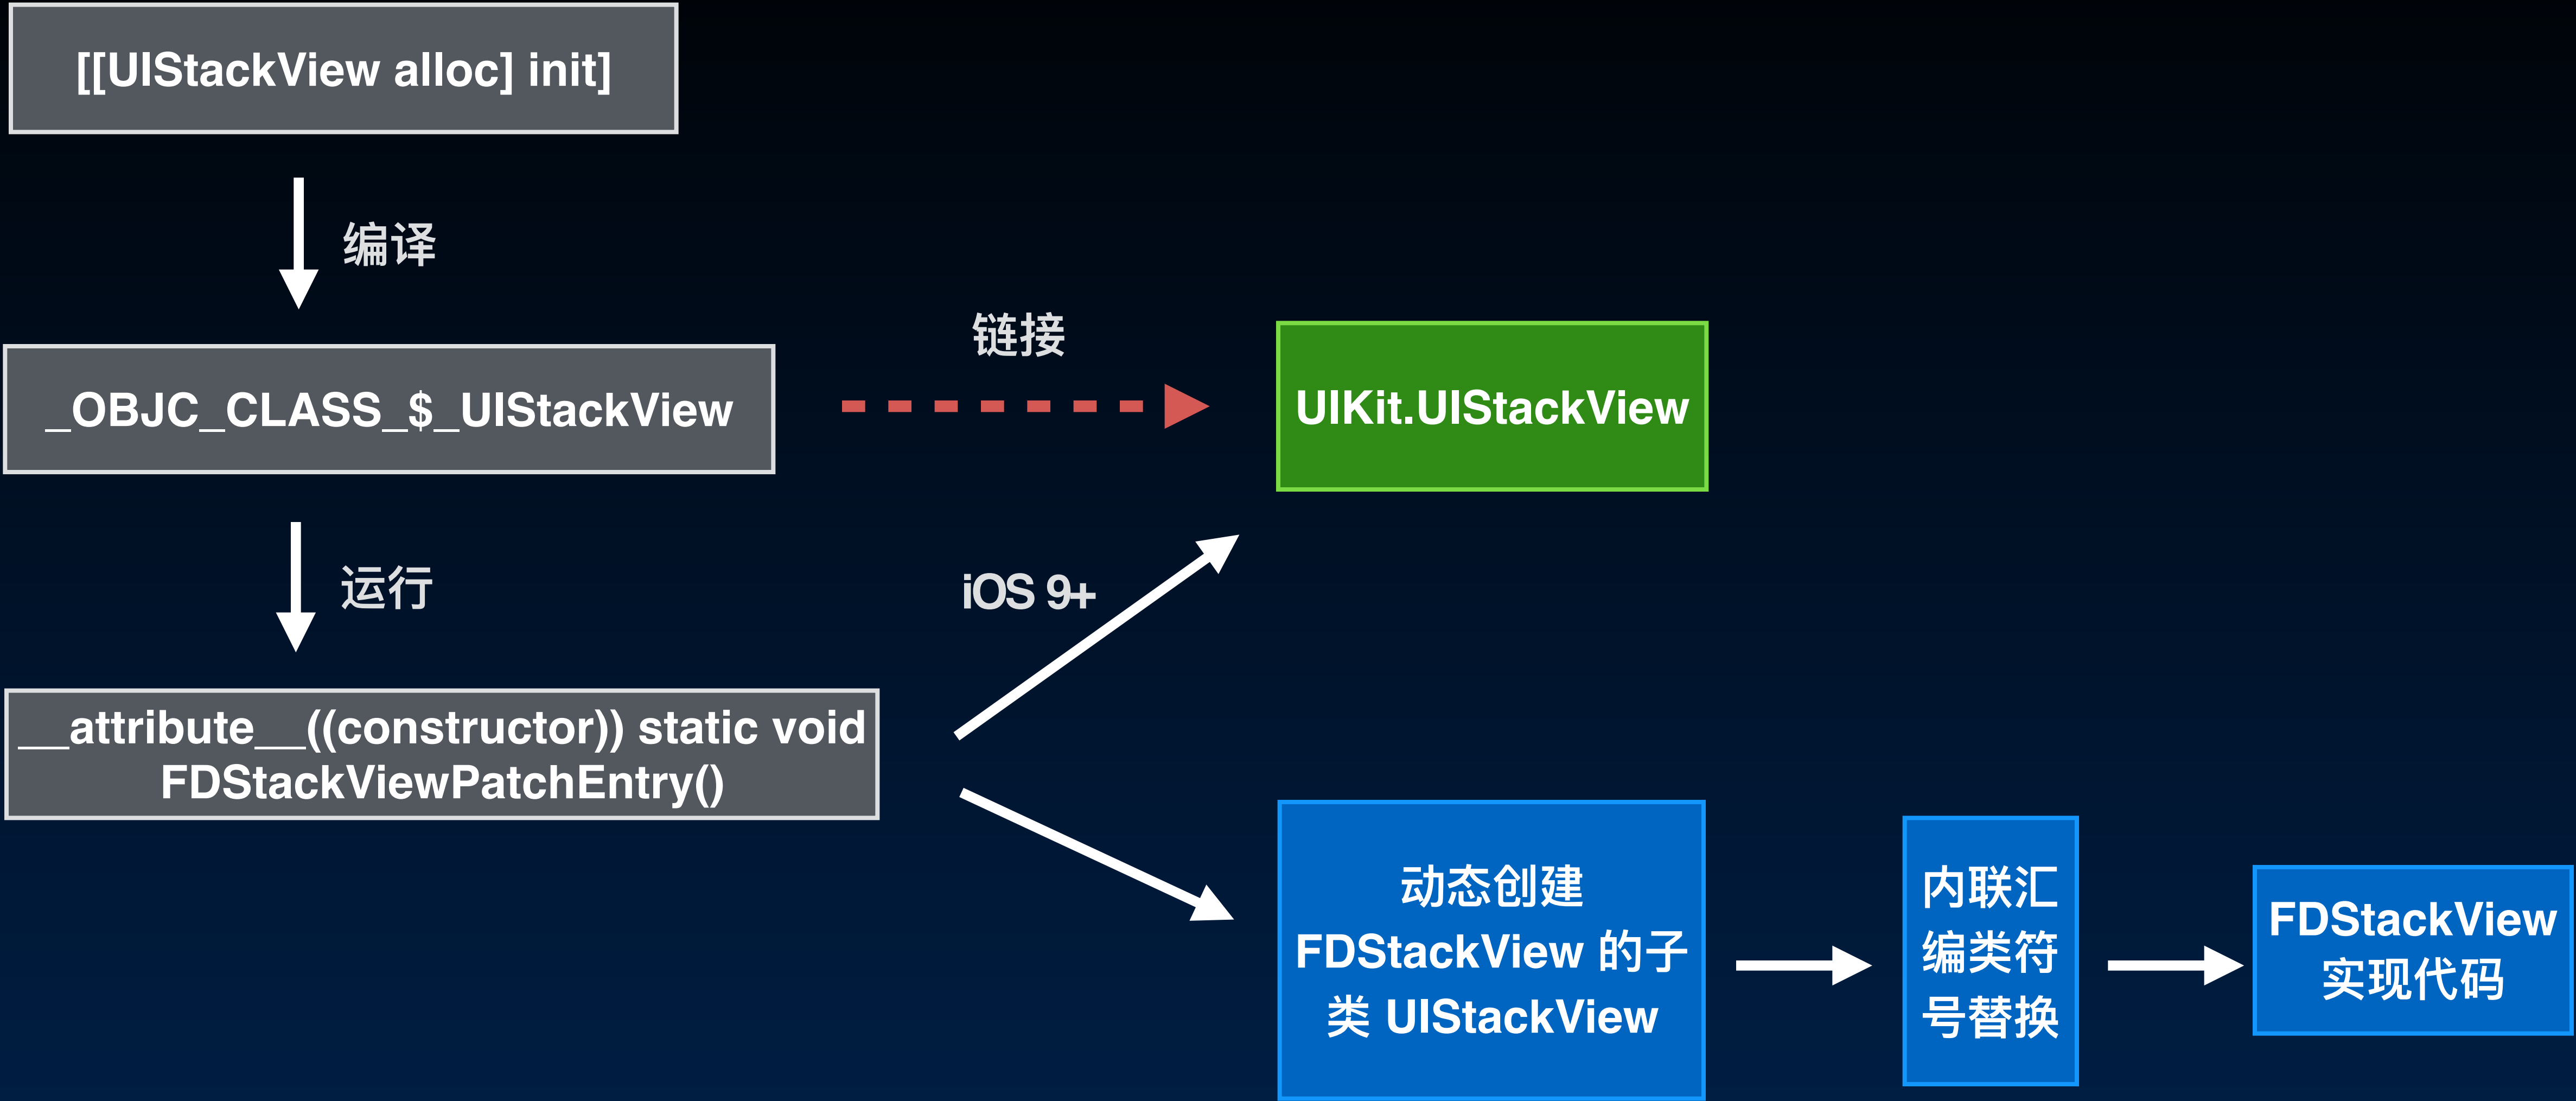 [[UIStackView alloc] init]
编译
链接
_OBJC_CLASS_$_UIStackView
UIKit.UIStackView
运行
iOS 9+
__attribute__((constructor)) static void
FDStackViewPatchEntry()
动态创建
FDStackView 的子
类 UIStackView
内联汇
编类符
号替换
FDStackView
实现代码